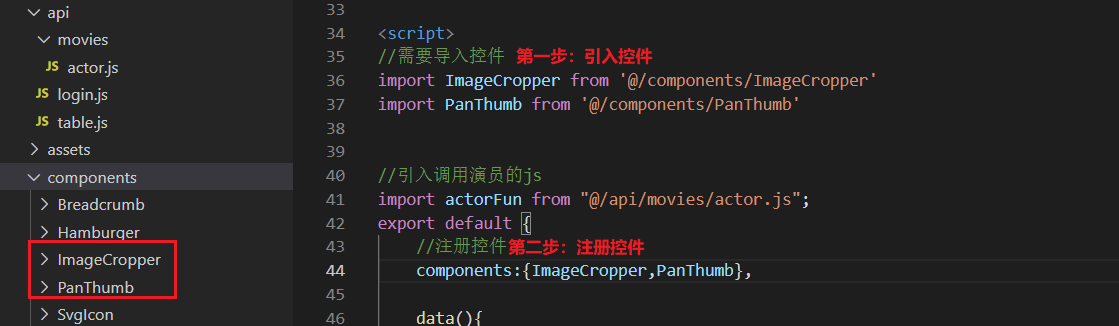 api
movies
JS actor.js
JS login.js
JS table.js
assets
components
Breadcrumb
Hamburger
ImageCropper
PanThumb
SvgIcon
33
34 <script>
35 //需要导入控件 第一步：引入控件
36 import ImageCropper from '@/components/ImageCropper'
37 import PanThumb from '@/components/PanThumb'
38
39
40 //引入调用演员的js
41 import actorFun from "@/api/movies/actor.js";
42 export default {
43 //注册控件第二步：注册控件
44 components:{ImageCropper,PanThumb},
45
46 data(){